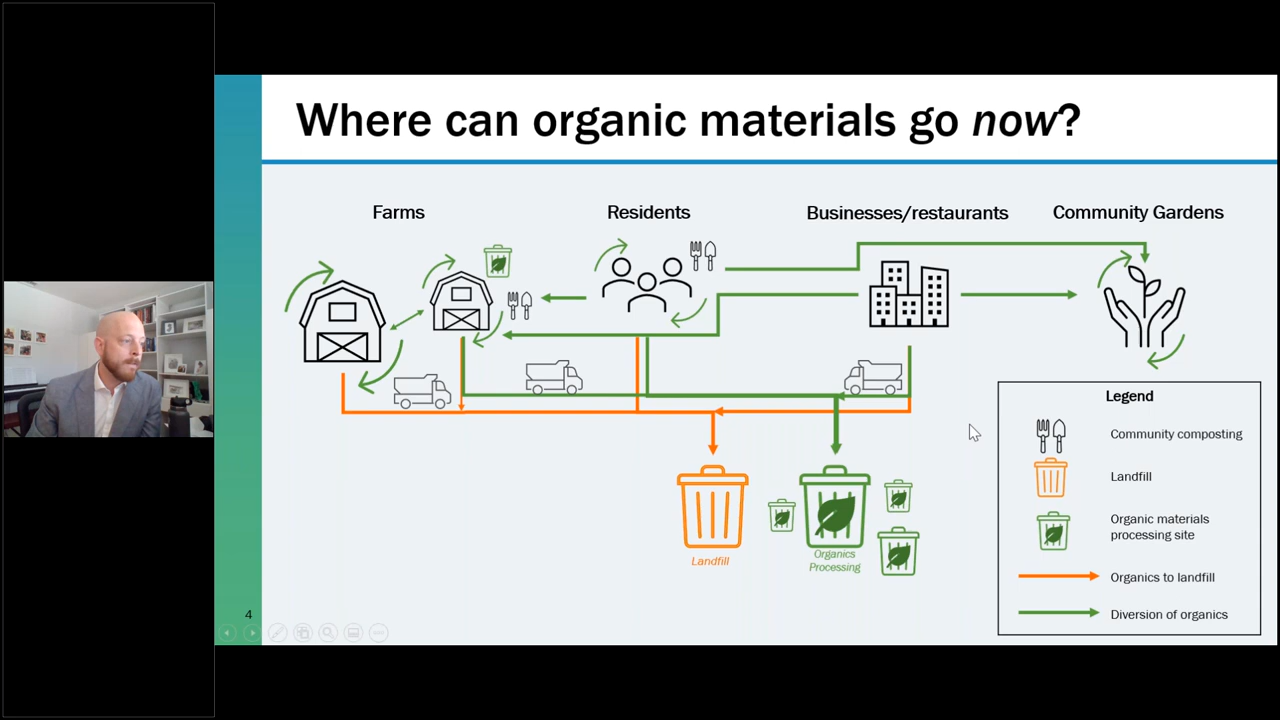 Where can organic materials go now?
Farms
Residents
Businesses/restaurants
Community Gardens
Legend
Community composting
Landfill
Organic materials
processing site
Organics to landfill
Diversion of organics
Landfill
Organics
Processing
4